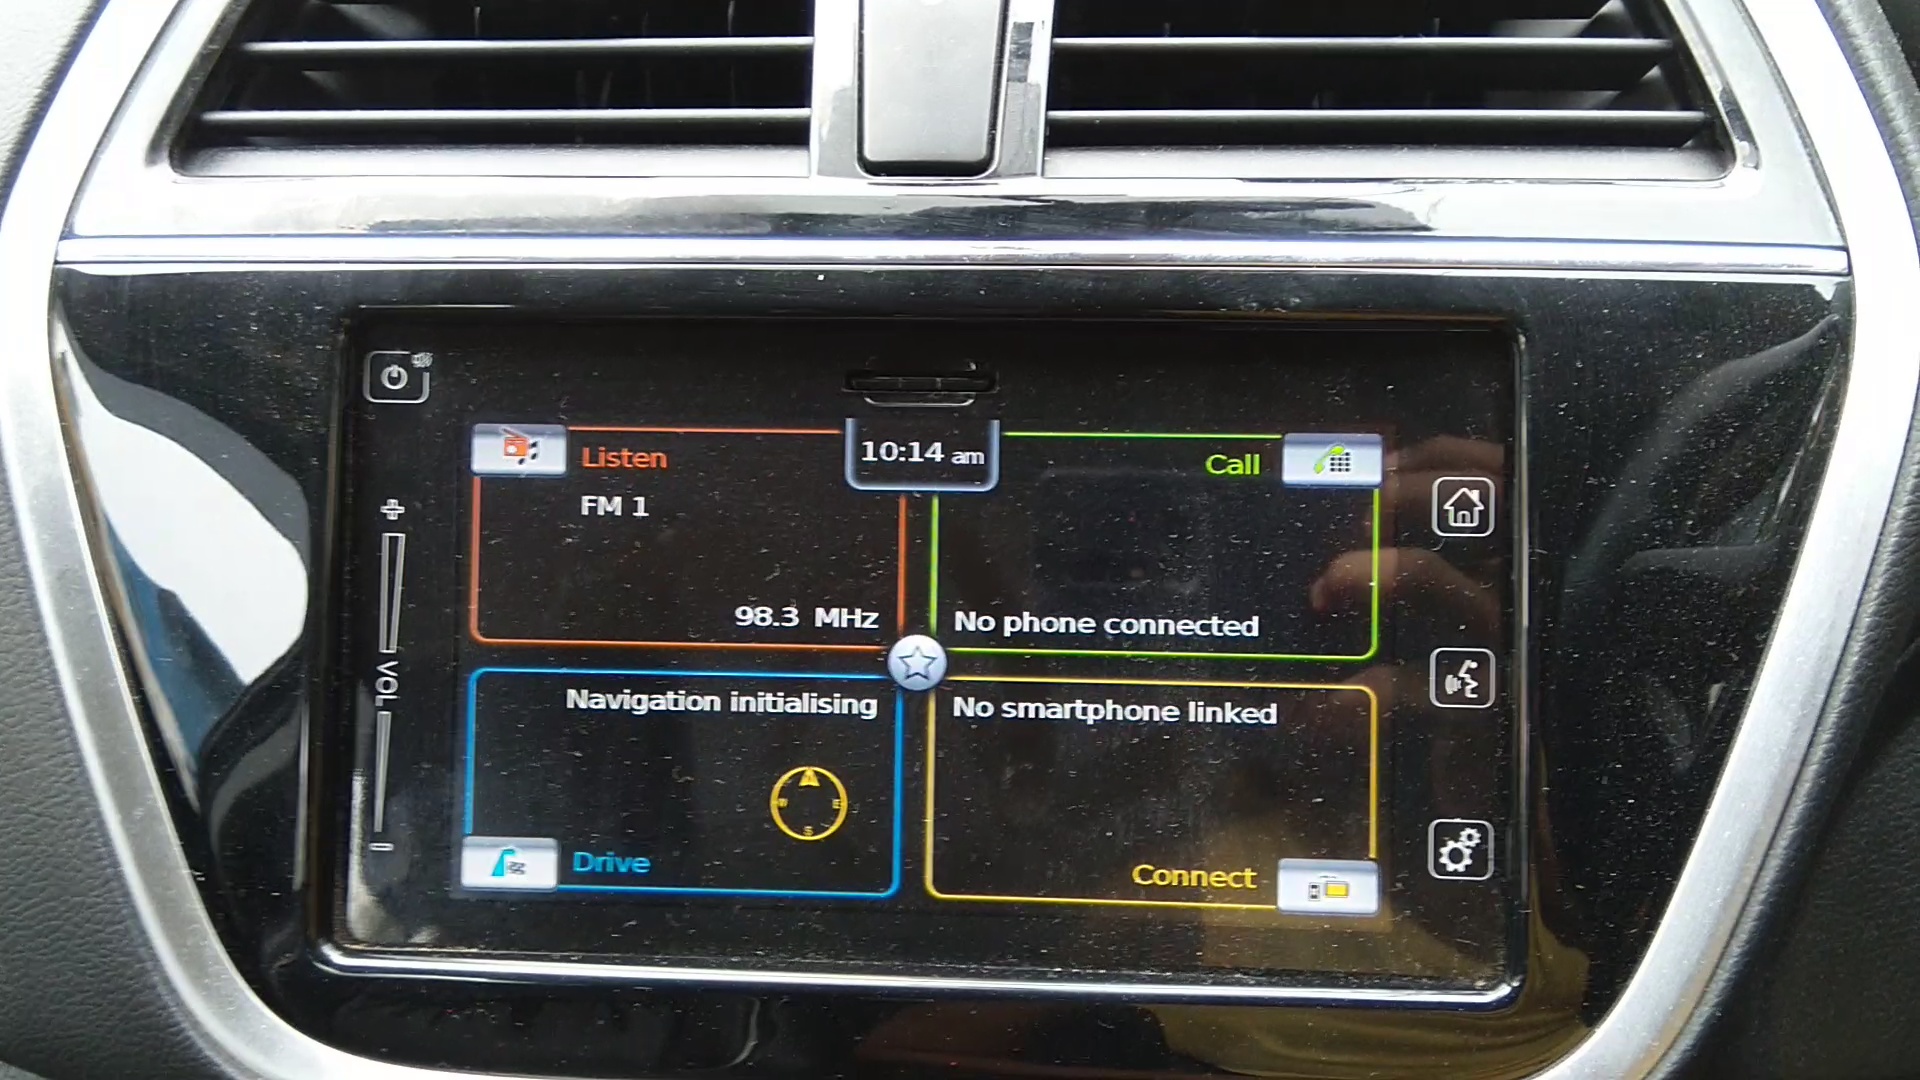 10:14 am
Listen
FM 1
98.3 MHz
Call
No phone connected
Navigation initialising
Drive
No smartphone linked
Connect
+
VOL